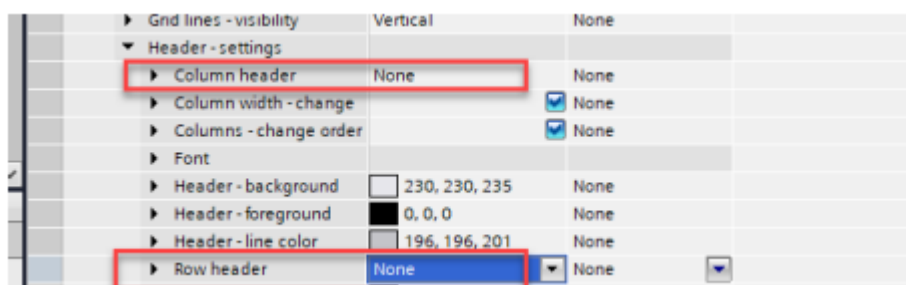 Grid lines - visibility Vertical None
Header - settings
Column header None None
Column width - change None
Columns - change order None
Font
Header - background 230, 230, 235 None
Header - foreground 0, 0, 0 None
Header - line color 196, 196, 201 None
Row header None None